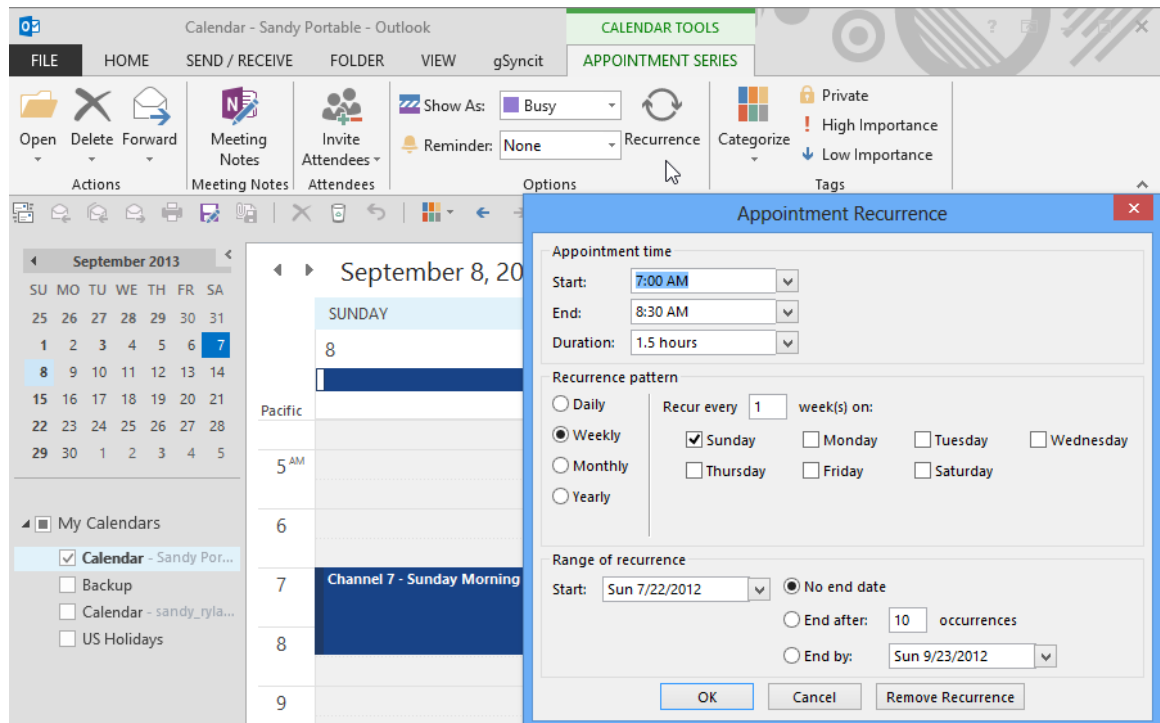 Calendar - Sandy Portable - Outlook
CALENDAR TOOLS
?
FILE HOME SEND / RECEIVE FOLDER VIEW gSyncit APPOINTMENT SERIES
Open Delete Forward
Actions
Meeting Notes
Meeting Notes
Invite Attendees
Attendees
Show As: Busy
Reminder: None
Recurrence
Options
Categorize
Private
High Importance
Low Importance
Tags
September 2013
SU MO TU WE TH FR SA
25 26 27 28 29 30 31
1 2 3 4 5 6 7
8 9 10 11 12 13 14
15 16 17 18 19 20 21
22 23 24 25 26 27 28
29 30 1 2 3 4 5
My Calendars
Calendar - Sandy Por...
Backup
Calendar - sandy_ryla...
US Holidays
September 8, 20
SUNDAY
8
Pacific
5 AM
6
7 Channel 7 - Sunday Morning
8
9
Appointment Recurrence
Appointment time
Start: 7:00 AM
End: 8:30 AM
Duration: 1.5 hours
Recurrence pattern
Daily
Weekly
Monthly
Yearly
Recur every 1 week(s) on:
Sunday Monday Tuesday Wednesday
Thursday Friday Saturday
Range of recurrence
Start: Sun 7/22/2012
No end date
End after: 10 occurrences
End by: Sun 9/23/2012
OK Cancel Remove Recurrence